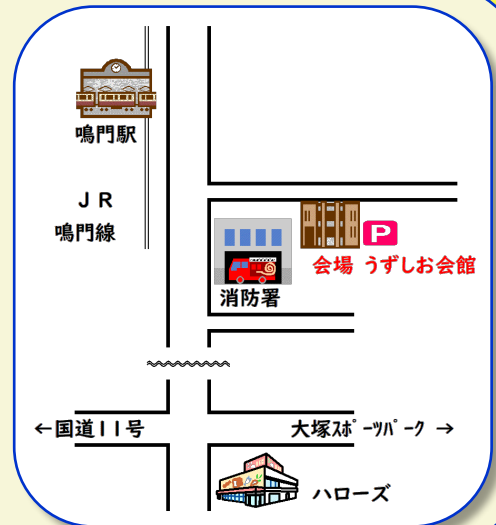 鳴門駅
ＪＲ
鳴門線
P
会場 うずしお会館
消防署
←国道11号
大塚ｽﾎﾟｰﾂﾊﾟｰｸ →
ハローズ